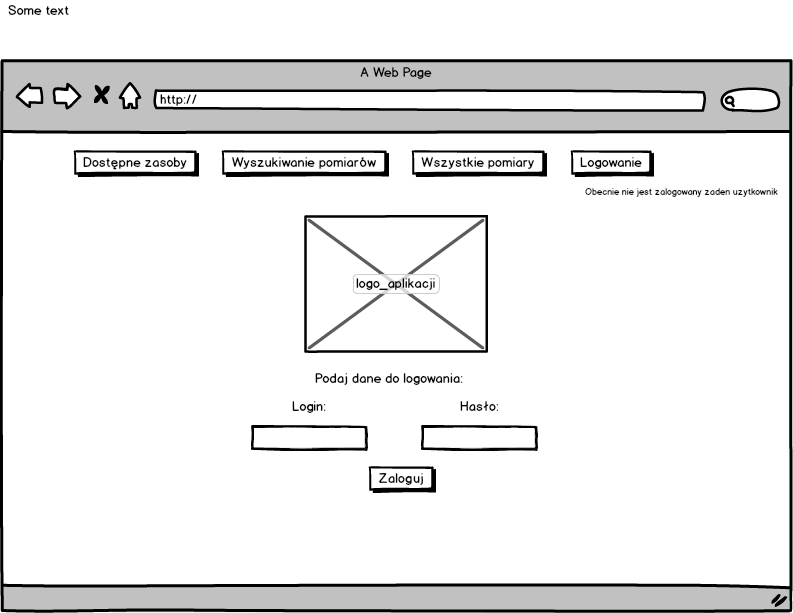 Some text
A Web Page
http://
Dostępne zasoby
Wyszukiwanie pomiarów
Wszystkie pomiary
Logowanie
Obecnie nie jest zalogowany zaden uzytkownik
logo_aplikacji
Podaj dane do logowania:
Login:
Hasło:
Zaloguj